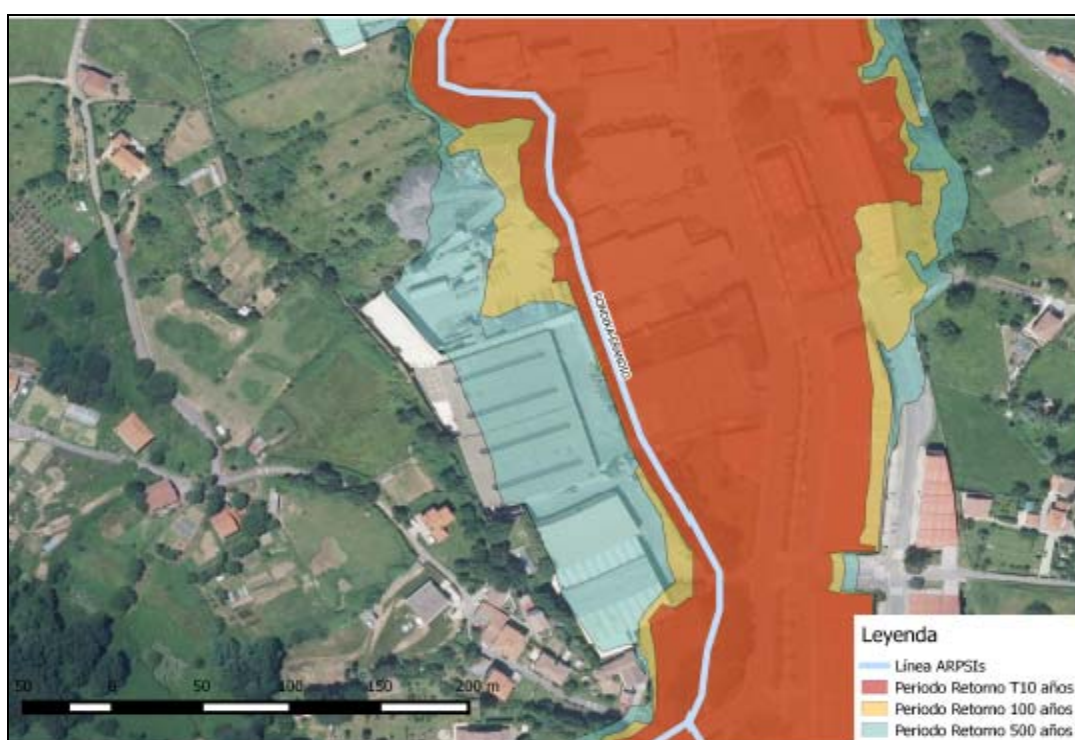 50 0 50 100 150 200 m
Leyenda
Línea ARPSIs
Periodo Retorno T10 años
Periodo Retorno 100 años
Periodo Retorno 500 años